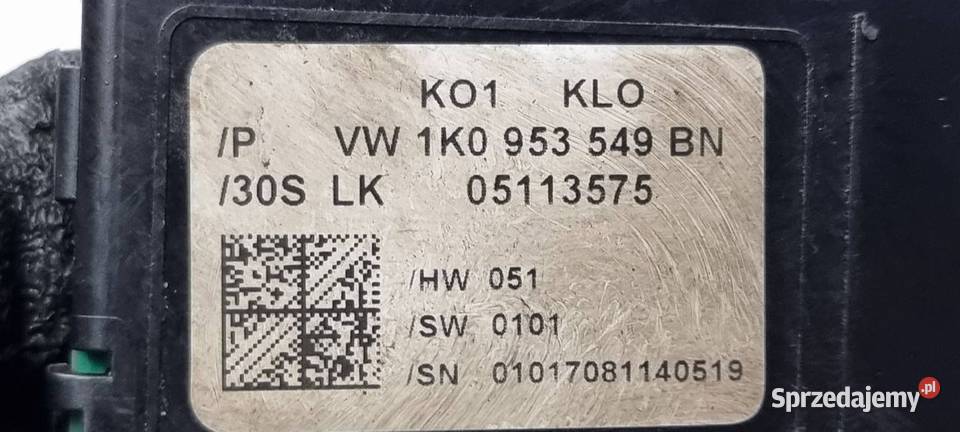 KO1 KLO
/P VW 1K0 953 549 BN
/30S LK 05113575
/HW 051
/SW 0101
/SN 01017081140519
Sprzedajemy.pl